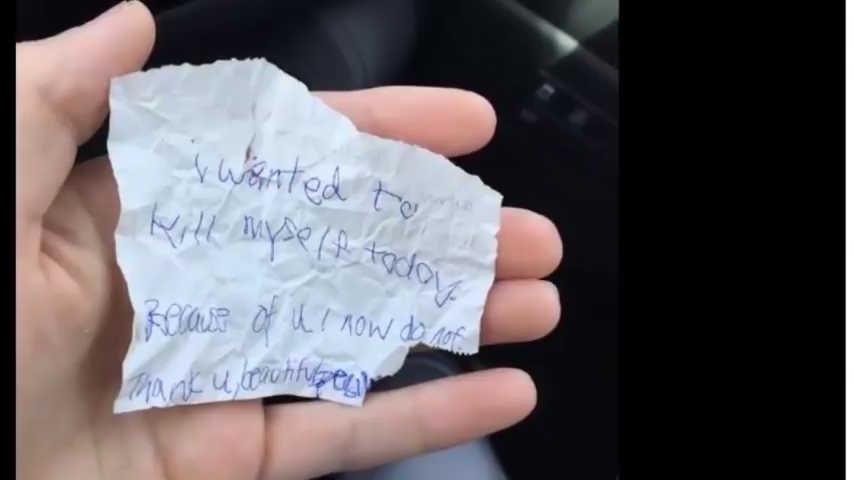 I wanted to
kill myself today.
Because of u I now do not.
Thank u, beautiful